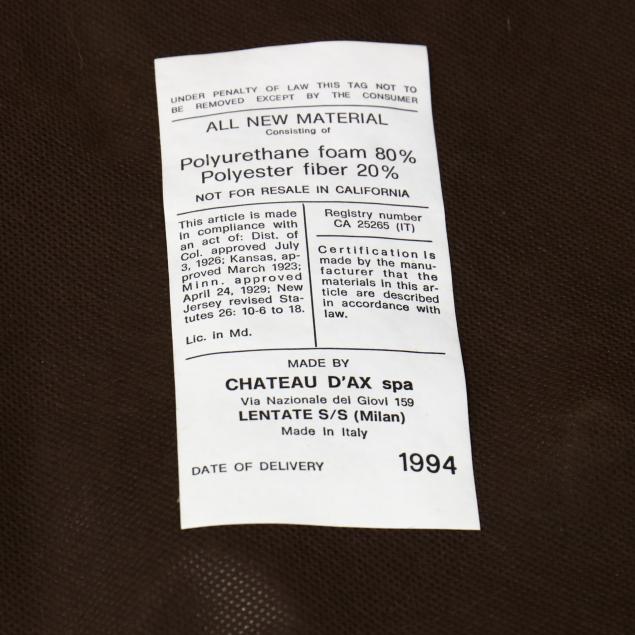 UNDER PENALTY OF LAW THIS TAG NOT TO
BE REMOVED EXCEPT BY THE CONSUMER
ALL NEW MATERIAL
Consisting of
Polyurethane foam 80%
Polyester fiber 20%
NOT FOR RESALE IN CALIFORNIA
This article is made
in compliance with
an act of: Dist. of
Col. approved July
3, 1926; Kansas, ap-
proved March 1923;
Minn. approved
April 24, 1929; New
Jersey revised Sta-
tutes 26: 10-6 to 18.
Lic. in Md.
Registry number
CA 25265 (IT)
Certification is
made by the manu-
facturer that the
materials in this ar-
ticle are described
in accordance with
law.
MADE BY
CHATEAU D'AX spa
Via Nazionale dei Giovi 159
LENTATE S/S (Milan)
Made in Italy
DATE OF DELIVERY 1994